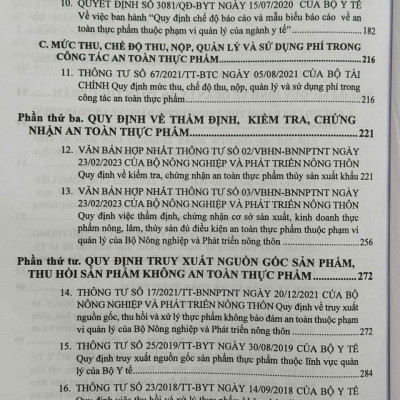 10. QUYẾT ĐỊNH SỐ 3081/QĐ-BYT NGÀY 15/07/2020 CỦA BỘ Y TẾ
Về việc ban hành “Quy định chế độ báo cáo và mẫu biểu báo cáo về an
toàn thực phẩm thuộc phạm vi quản lý của ngành y tế” 182
C. MỨC THU, CHẾ ĐỘ THU, NỘP, QUẢN LÝ VÀ SỬ DỤNG PHÍ TRONG
CÔNG TÁC AN TOÀN THỰC PHẨM 216
11. THÔNG TƯ SỐ 67/2021/TT-BTC NGÀY 05/08/2021 CỦA BỘ TÀI
CHÍNH Quy định mức thu, chế độ thu, nộp, quản lý và sử dụng phí trong
công tác an toàn thực phẩm 216
Phần thứ ba. QUY ĐỊNH VỀ THẨM ĐỊNH, KIỂM TRA, CHỨNG
NHẬN AN TOÀN THỰC PHẨM 221
12. VĂN BẢN HỢP NHẤT THÔNG TƯ SỐ 02/VBHN-BNNPTNT NGÀY
23/02/2023 CỦA BỘ NÔNG NGHIỆP VÀ PHÁT TRIỂN NÔNG THÔN
Quy định về kiểm tra, chứng nhận an toàn thực phẩm thủy sản xuất khẩu 221
13. VĂN BẢN HỢP NHẤT THÔNG TƯ SỐ 03/VBHN-BNNPTNT NGÀY
23/02/2023 CỦA BỘ NÔNG NGHIỆP VÀ PHÁT TRIỂN NÔNG THÔN
Quy định việc thẩm định, chứng nhận cơ sở sản xuất, kinh doanh thực
phẩm nông, lâm, thủy sản đủ điều kiện an toàn thực phẩm thuộc phạm vi
quản lý của Bộ Nông nghiệp và Phát triển nông thôn 256
Phần thứ tư. QUY ĐỊNH TRUY XUẤT NGUỒN GỐC SẢN PHẨM,
THU HỒI SẢN PHẨM KHÔNG AN TOÀN THỰC PHẨM 272
14. THÔNG TƯ SỐ 17/2021/TT-BNNPTNT NGÀY 20/12/2021 CỦA BỘ
NÔNG NGHIỆP VÀ PHÁT TRIỂN NÔNG THÔN Quy định về truy xuất
nguồn gốc, thu hồi và xử lý thực phẩm không bảo đảm an toàn thuộc phạm
vi quản lý của Bộ Nông nghiệp và Phát triển nông thôn 272
15. THÔNG TƯ SỐ 25/2019/TT-BYT NGÀY 30/08/2019 CỦA BỘ Y TẾ
Quy định truy xuất nguồn gốc sản phẩm thực phẩm thuộc lĩnh vực quản
lý của Bộ Y tế 284
16. THÔNG TƯ SỐ 23/2018/TT-BYT NGÀY 14/09/2018 CỦA BỘ Y TẾ